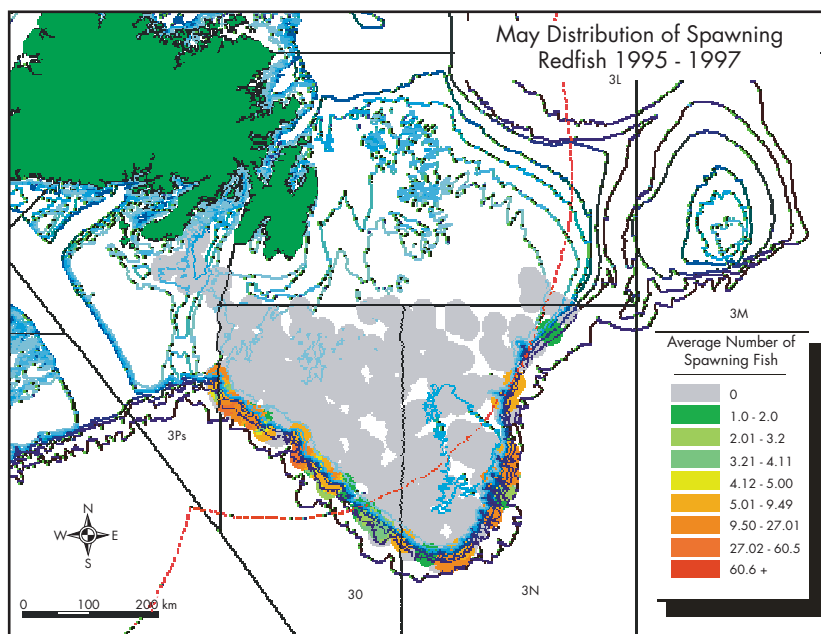 May Distribution of Spawning
Redfish 1995 - 1997
3L
3M
Average Number of
Spawning Fish
0
1.0 - 2.0
2.01 - 3.2
3.21 - 4.11
4.12 - 5.00
5.01 - 9.49
9.50 - 27.01
27.02 - 60.5
60.6 +
3Ps
N
W E
S
0 100 200 km
30
3N